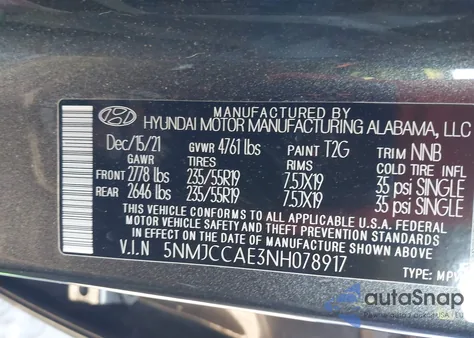 MANUFACTURED BY
HYUNDAI MOTOR MANUFACTURING ALABAMA, LLC
Dec/15/21 GVWR 4761 lbs PAINT T2G TRIM NNB
GAWR TIRES RIMS COLD TIRE INFL
FRONT 2778 lbs 235/55R19 7.5JX19 35 psi SINGLE
REAR 2646 lbs 235/55R19 7.5JX19 35 psi SINGLE
THIS VEHICLE CONFORMS TO ALL APPLICABLE U.S.A FEDERAL
MOTOR VEHICLE SAFETY AND THEFT PREVENTION STANDARDS
IN EFFECT ON THE DATE OF MANUFACTURE SHOWN ABOVE.
V.I.N 5NMJCCAE3NH078917 TYPE: MPV
autoSnap